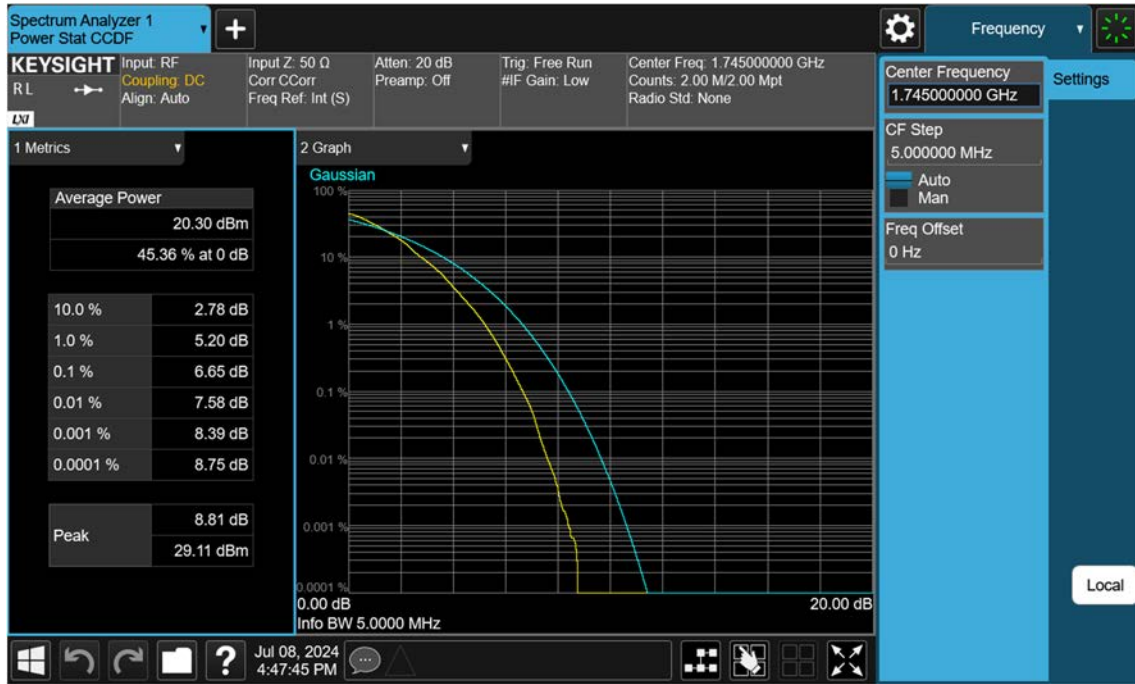 Spectrum Analyzer 1
Power Stat CCDF
+
Frequency
KEYSIGHT
RL
LXI
Input: RF
Coupling: DC
Align: Auto
Input Z: 50 Ω
Corr CCorr
Freq Ref: Int (S)
Atten: 20 dB
Preamp: Off
Trig: Free Run
#IF Gain: Low
Center Freq: 1.745000000 GHz
Counts: 2.00 M/2.00 Mpt
Radio Std: None
Center Frequency
1.745000000 GHz
Settings
CF Step
5.000000 MHz
Auto
Man
Freq Offset
0 Hz
Local
1 Metrics
Average Power
20.30 dBm
45.36 % at 0 dB
10.0 % 2.78 dB
1.0 % 5.20 dB
0.1 % 6.65 dB
0.01 % 7.58 dB
0.001 % 8.39 dB
0.0001 % 8.75 dB
Peak
8.81 dB
29.11 dBm
2 Graph
Gaussian
100 %
10 %
1 %
0.1 %
0.01 %
0.001 %
0.0001 %
0.00 dB 20.00 dB
Info BW 5.0000 MHz
?
Jul 08, 2024
4:47:45 PM